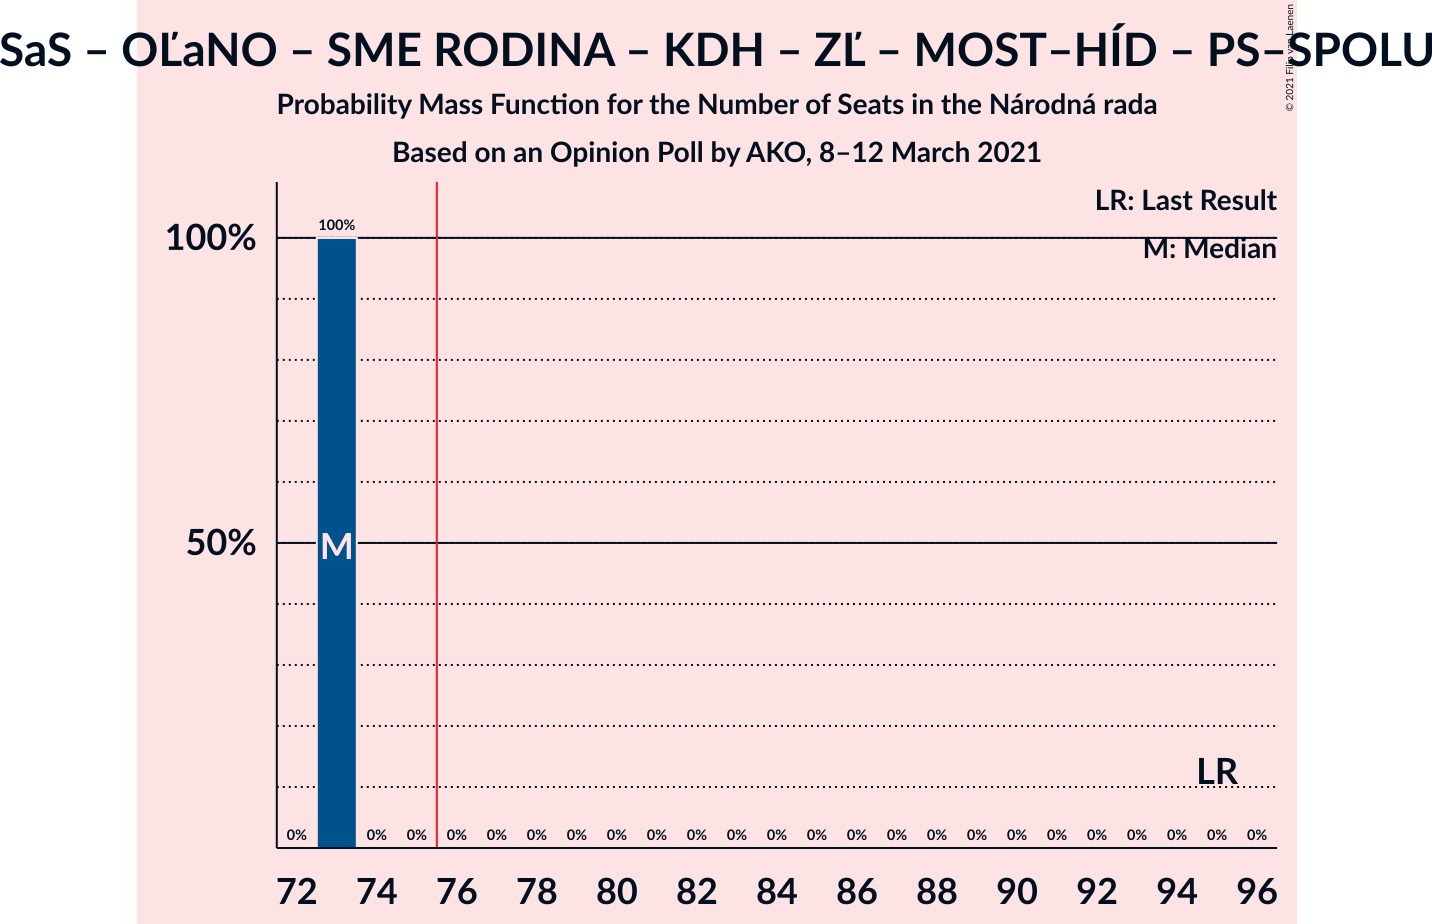 SaS – OĽaNO – SME RODINA – KDH – ZĽ – MOST–HÍD – PS–SPOLU
© 2021 Filip van Laenen
Probability Mass Function for the Number of Seats in the Národná rada
Based on an Opinion Poll by AKO, 8–12 March 2021
LR: Last Result
M: Median
100%
100%
50%
M
LR
0% 0% 0% 0% 0% 0% 0% 0% 0% 0% 0% 0% 0% 0% 0% 0% 0% 0% 0% 0% 0% 0% 0% 0%
72 74 76 78 80 82 84 86 88 90 92 94 96